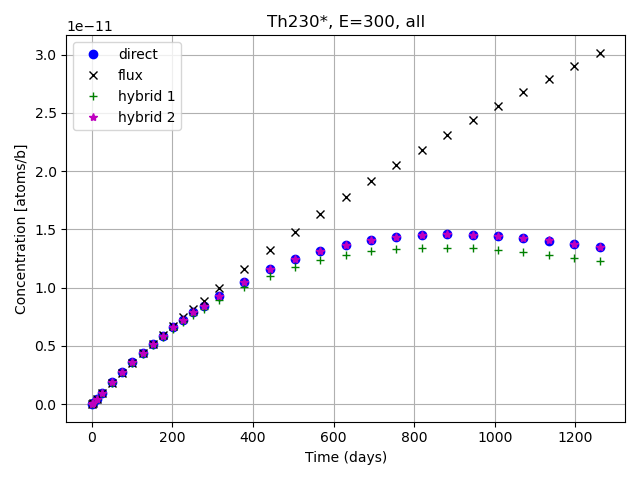 Th230*, E=300, all
1e−11
direct
flux
hybrid 1
hybrid 2
3.0
2.5
2.0
1.5
1.0
0.5
0.0
Concentration [atoms/b]
0 200 400 600 800 1000 1200
Time (days)